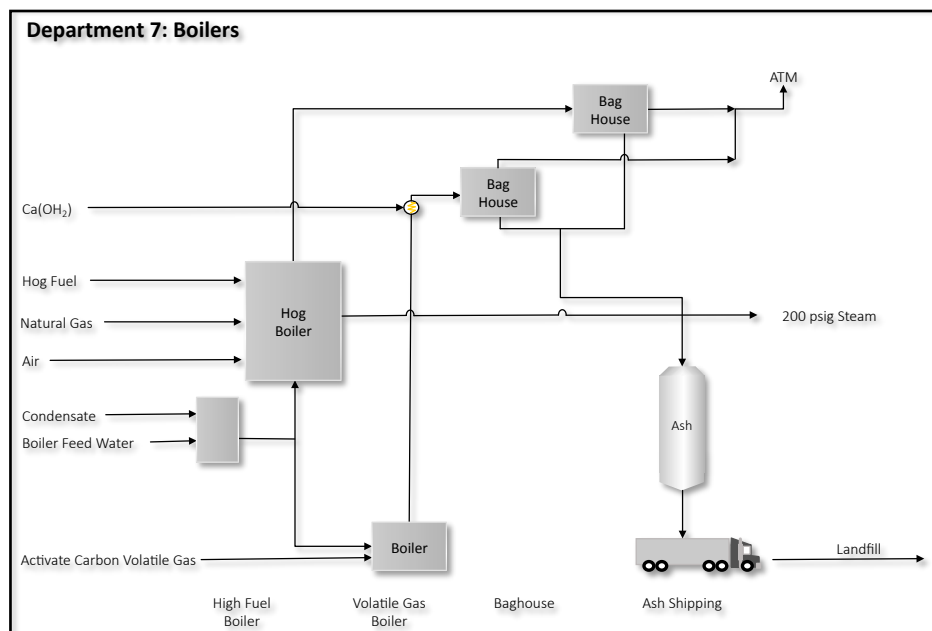 Department 7: Boilers
ATM
Bag
House
Bag
House
Ca(OH₂)
Hog Fuel
Hog
Boiler
Natural Gas
200 psig Steam
Air
Condensate
Boiler Feed Water
Ash
Boiler
Activate Carbon Volatile Gas
Landfill
High Fuel
Boiler
Volatile Gas
Boiler
Baghouse
Ash Shipping